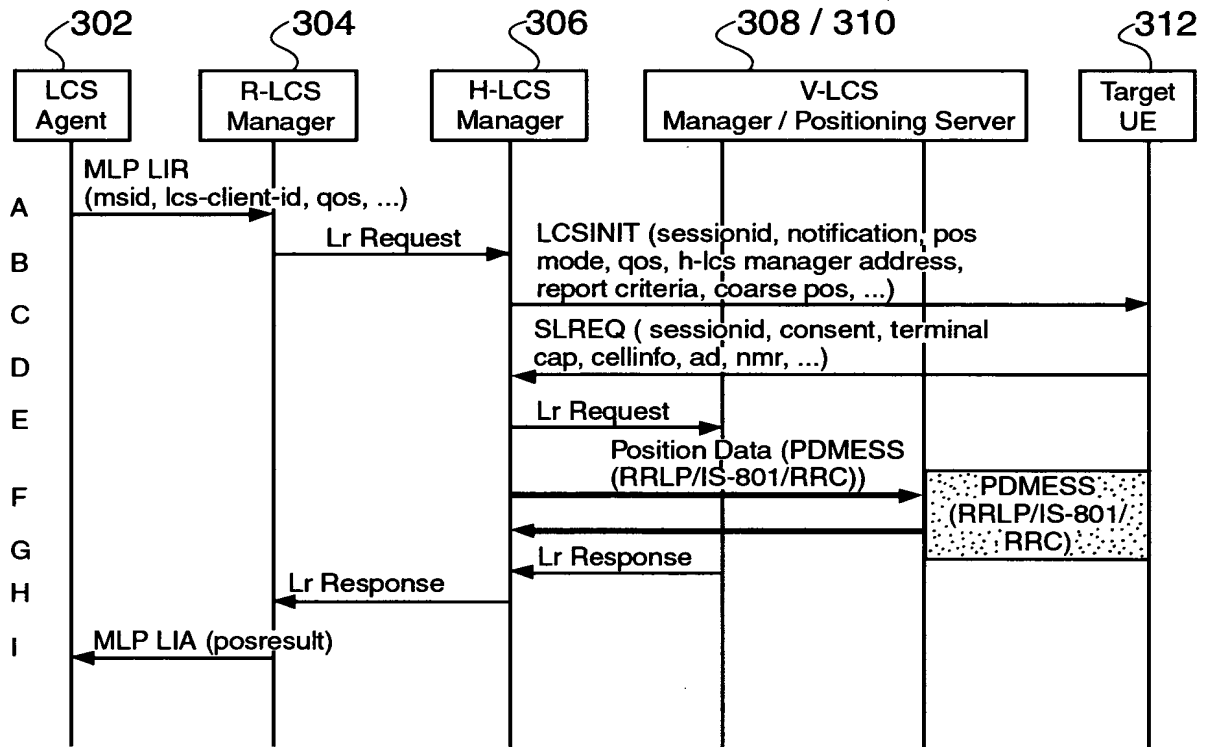 302
304
306
308 / 310
312
LCS
Agent
R-LCS
Manager
H-LCS
Manager
V-LCS
Manager / Positioning Server
Target
UE
MLP LIR
(msid, lcs-client-id, qos, ...)
A
Lr Request
B
LCSINIT (sessionid, notification, pos
mode, qos, h-lcs manager address,
report criteria, coarse pos, ...)
C
SLREQ ( sessionid, consent, terminal
cap, cellinfo, ad, nmr, ...)
D
E
Lr Request
Position Data (PDMESS
(RRLP/IS-801/RRC))
F
PDMESS
(RRLP/IS-801/
RRC)
G
Lr Response
H
Lr Response
I
MLP LIA (posresult)